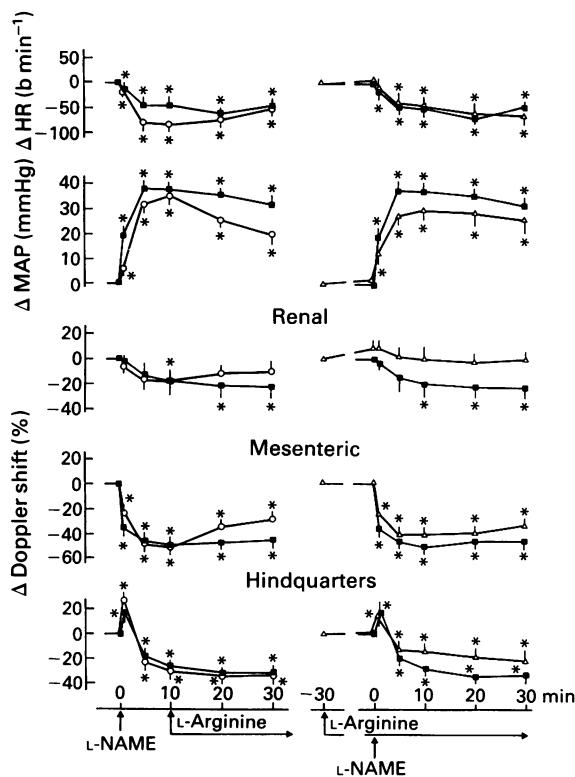 Δ HR (b min⁻¹)
50
0
−50
−100
Δ MAP (mmHg)
40
30
20
10
0
Renal
20
0
−20
−40
Δ Doppler shift (%)
Mesenteric
20
0
−20
−40
−60
Hindquarters
20
0
−20
−40
0 10 20 30 −30 0 10 20 30 min
L-Arginine L-Arginine
L-NAME
L-NAME